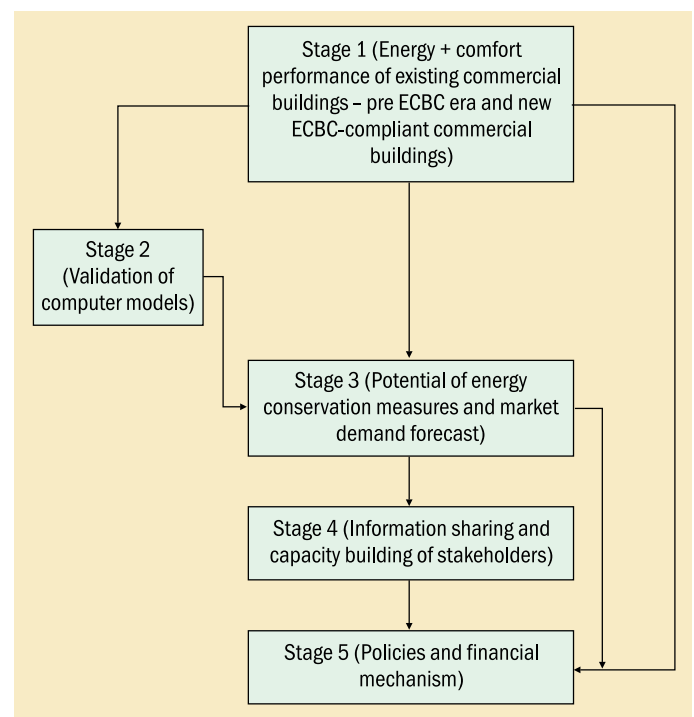 Stage 1 (Energy + comfort
performance of existing commercial
buildings – pre ECBC era and new
ECBC-compliant commercial
buildings)
Stage 2
(Validation of
computer models)
Stage 3 (Potential of energy
conservation measures and market
demand forecast)
Stage 4 (Information sharing and
capacity building of stakeholders)
Stage 5 (Policies and financial
mechanism)